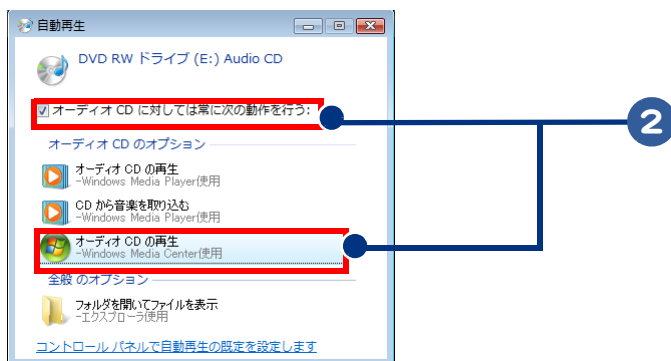 自動再生
DVD RW ドライブ (E:) Audio CD
オーディオ CD に対しては常に次の動作を行う:
2
オーディオ CD のオプション
オーディオ CD の再生
-Windows Media Player使用
CD から音楽を取り込む
-Windows Media Player使用
オーディオ CD の再生
-Windows Media Center使用
全般 のオプション
フォルダを開いてファイルを表示
-エクスプローラ使用
コントロール パネルで自動再生の既定を設定します